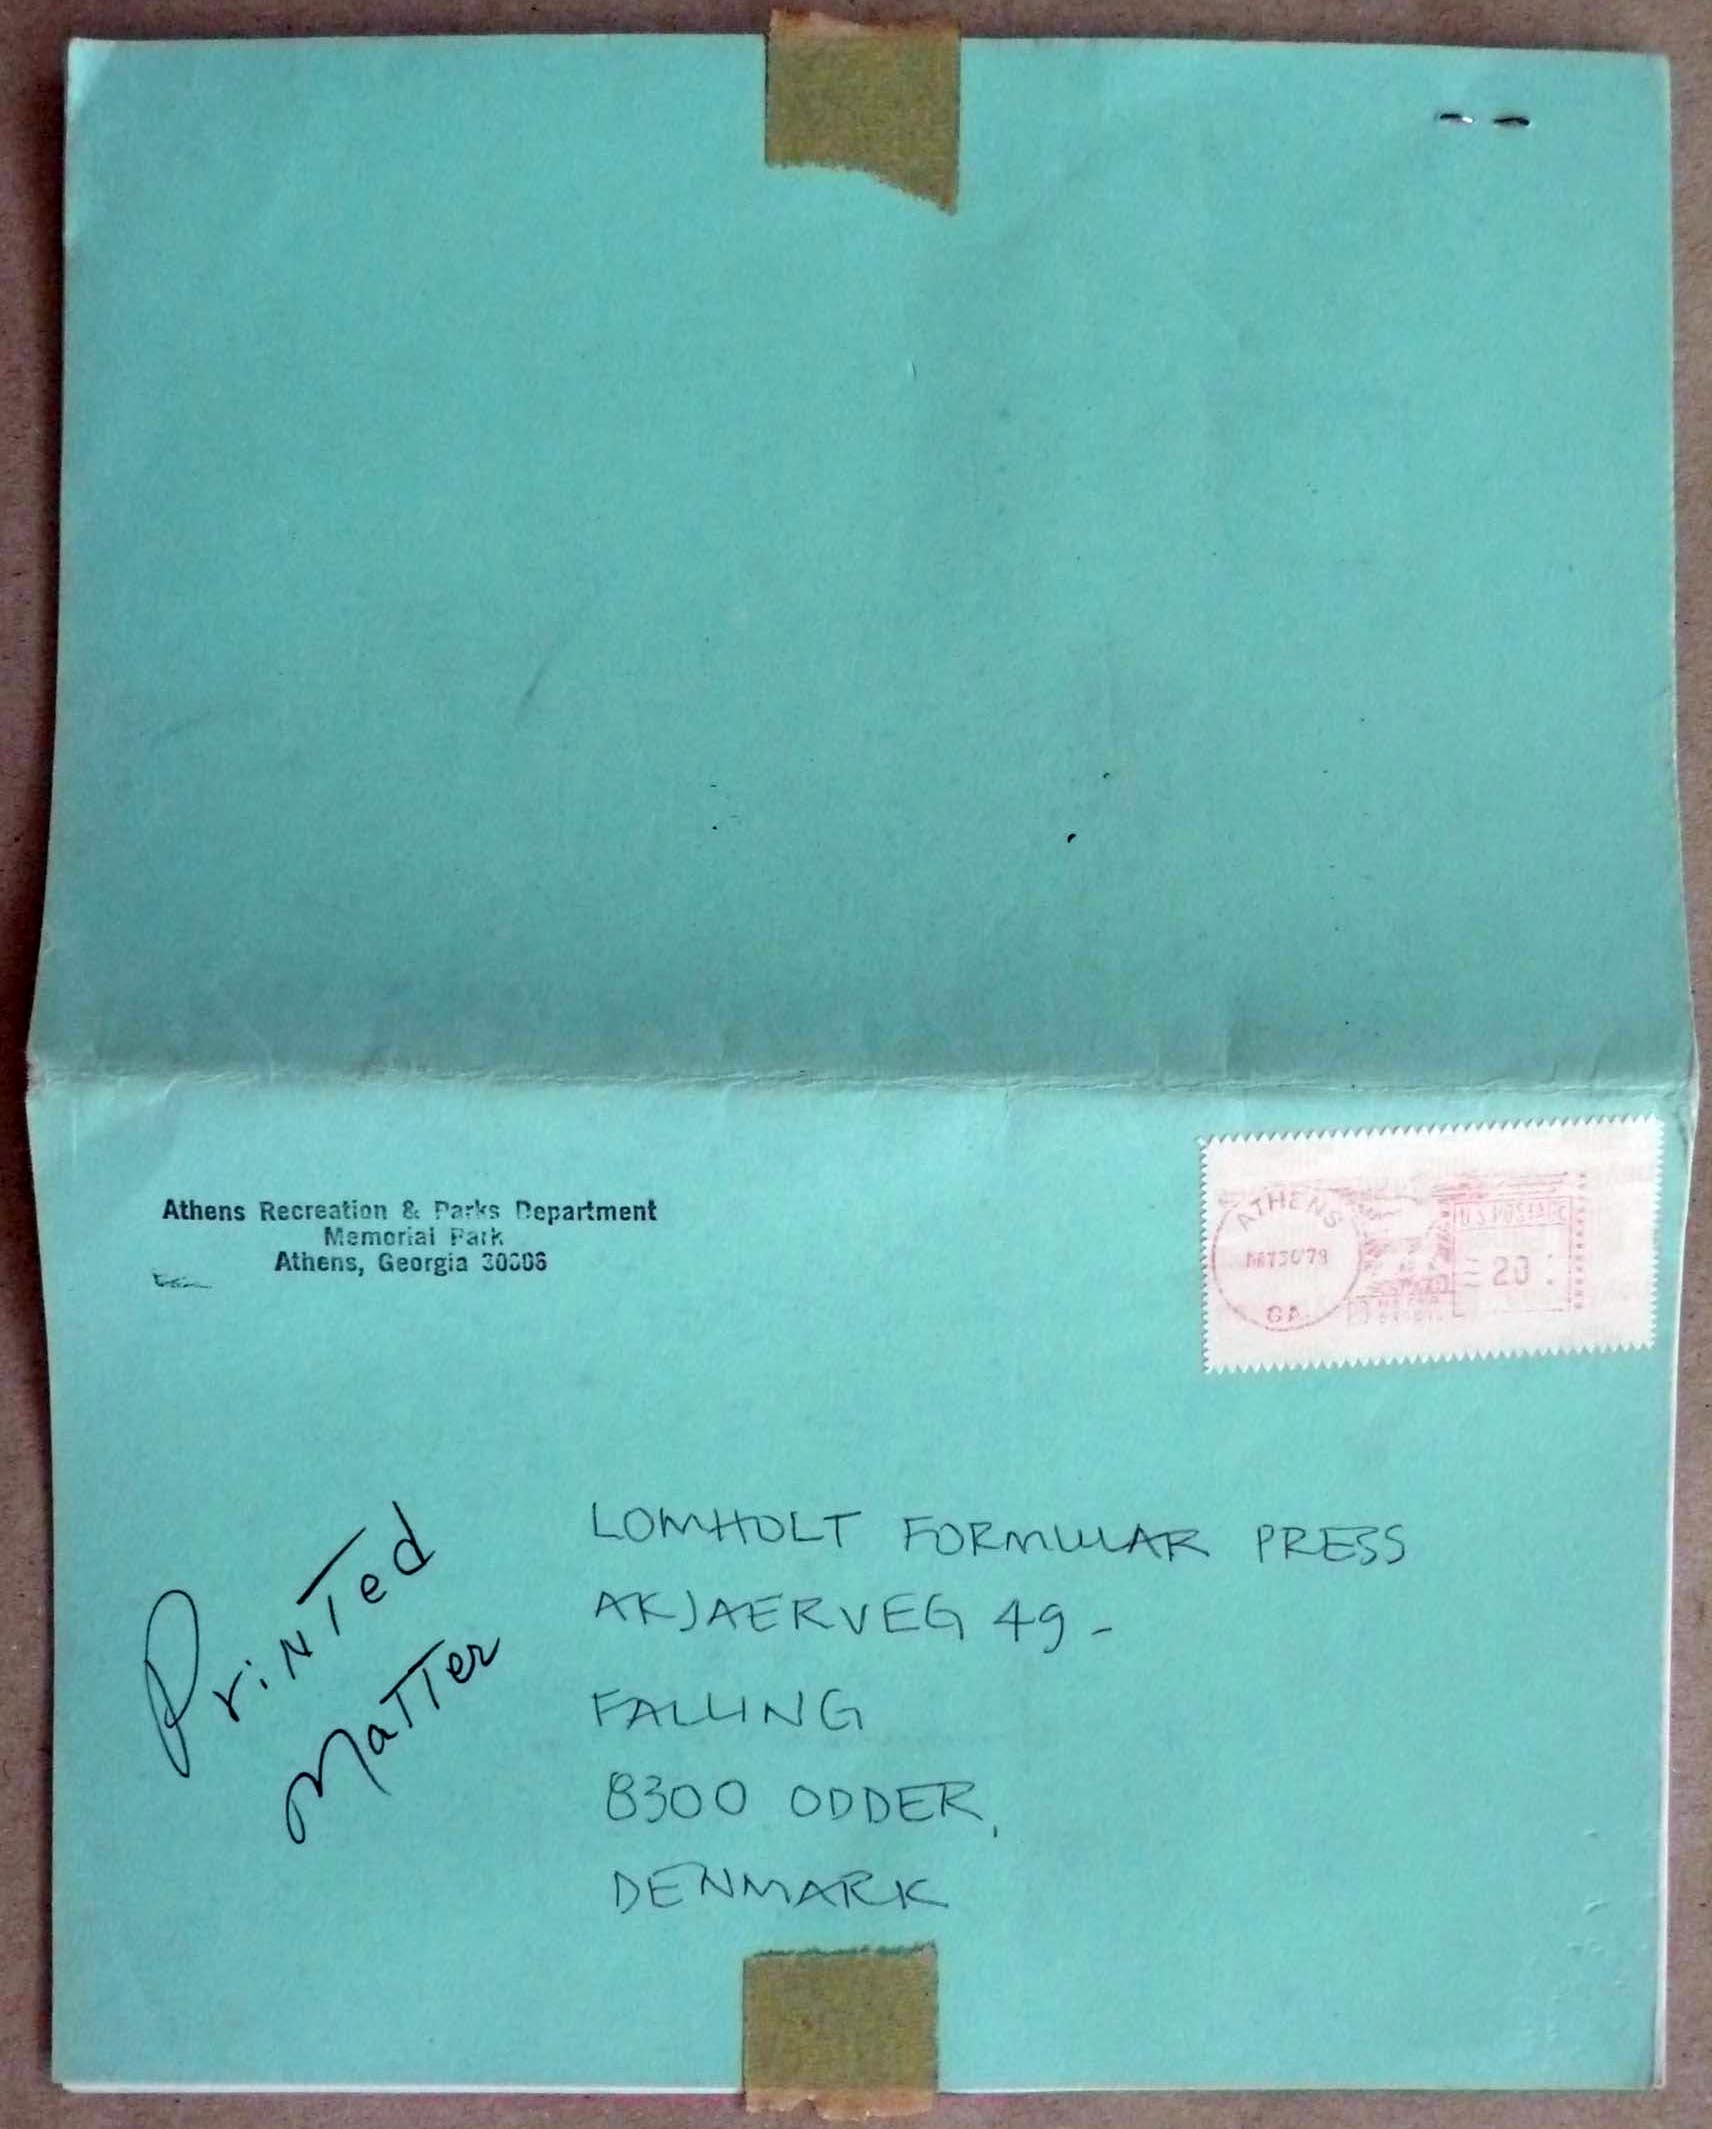 Athens Recreation & Parks Department
Memorial Park
Athens, Georgia 30606
ATHENS
GA.
U.S. POSTAGE
20
Printed
Matter
LOMHOLT FORMULAR PRESS
AKJAERVEG 49 -
FALLING
8300 ODDER,
DENMARK